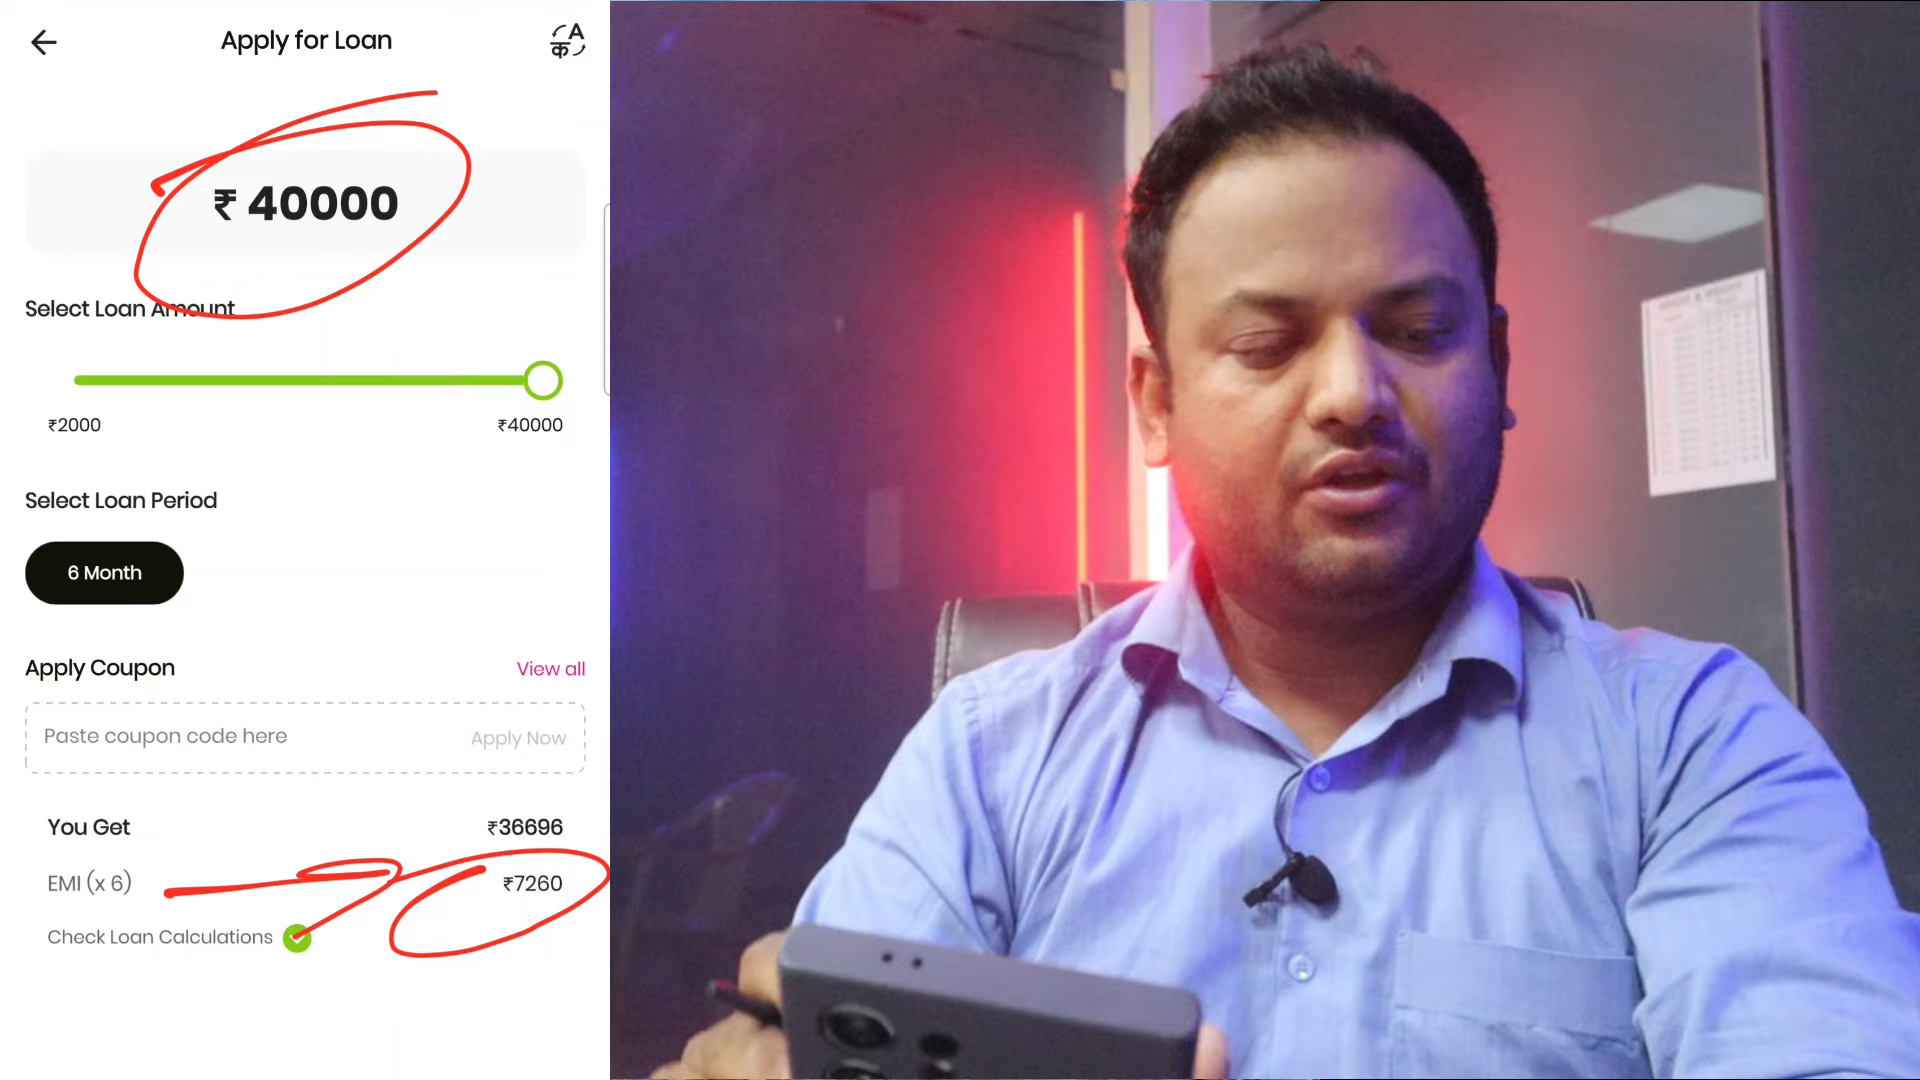 Apply for Loan
A
क
₹ 40000
Select Loan Amount
₹2000 ₹40000
Select Loan Period
6 Month
Apply Coupon View all
Paste coupon code here Apply Now
You Get ₹36696
EMI (x 6) ₹7260
Check Loan Calculations